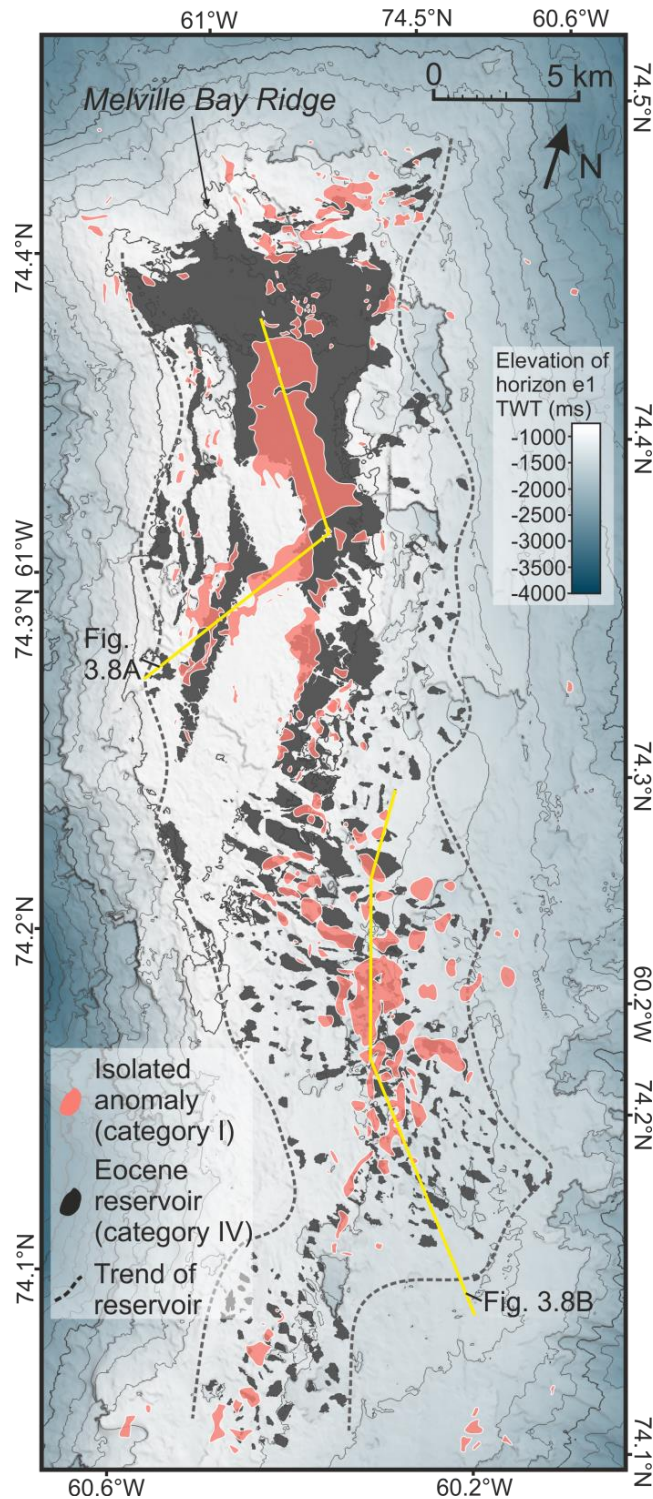 61°W
74.5°N
60.6°W
Melville Bay Ridge
0
5 km
N
74.5°N
74.4°N
Elevation of
horizon e1
TWT (ms)
-1000
-2000
-2500
-3000
-3500
-4000
74.4°N
61°W
74.3°N
Fig.
3.8A
74.3°N
74.2°N
60.2°W
74.2°N
Isolated
anomaly
(category I)
Eocene
reservoir
(category IV)
Trend of
reservoir
74.1°N
Fig. 3.8B
74.1°N
60.6°W
60.2°W